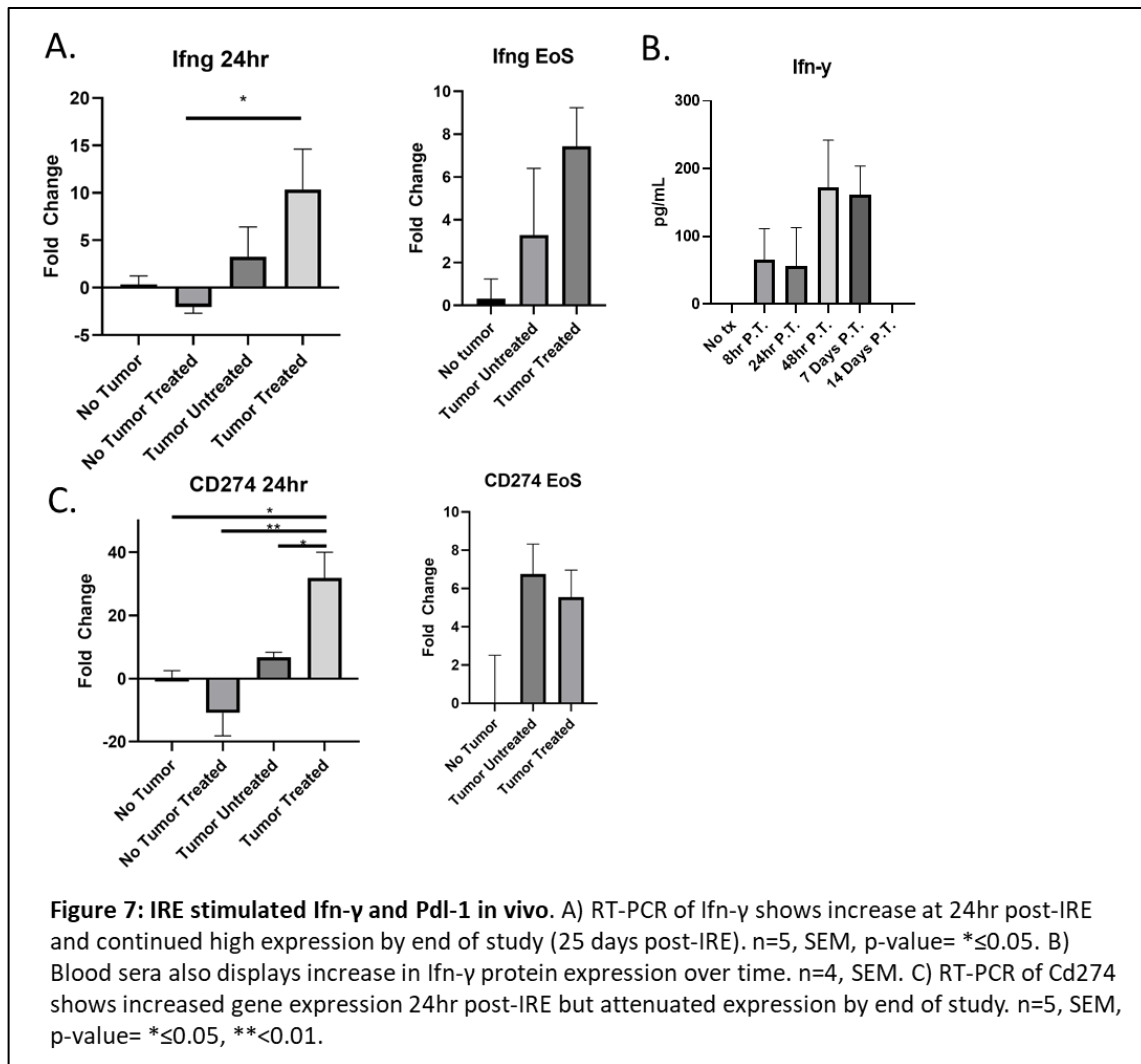 A.
Ifng 24hr
*
Fold Change
20
15
10
5
0
-5
No Tumor
No Tumor Treated
Tumor Untreated
Tumor Treated
Ifng EoS
Fold Change
10
8
6
4
2
0
No tumor
Tumor Untreated
Tumor Treated
B.
Ifn-y
pg/mL
300
200
100
0
No tx
8hr P.T.
24hr P.T.
48hr P.T.
7 Days P.T.
14 Days P.T.
C.
CD274 24hr
*
**
*
Fold Change
40
20
0
-20
No Tumor
No Tumor Treated
Tumor Untreated
Tumor Treated
CD274 EoS
Fold Change
10
8
6
4
2
0
No Tumor
Tumor Untreated
Tumor Treated
Figure 7: IRE stimulated Ifn-γ and Pdl-1 in vivo. A) RT-PCR of Ifn-γ shows increase at 24hr post-IRE
and continued high expression by end of study (25 days post-IRE). n=5, SEM, p-value= *≤0.05. B)
Blood sera also displays increase in Ifn-γ protein expression over time. n=4, SEM. C) RT-PCR of Cd274
shows increased gene expression 24hr post-IRE but attenuated expression by end of study. n=5, SEM,
p-value= *≤0.05, **<0.01.